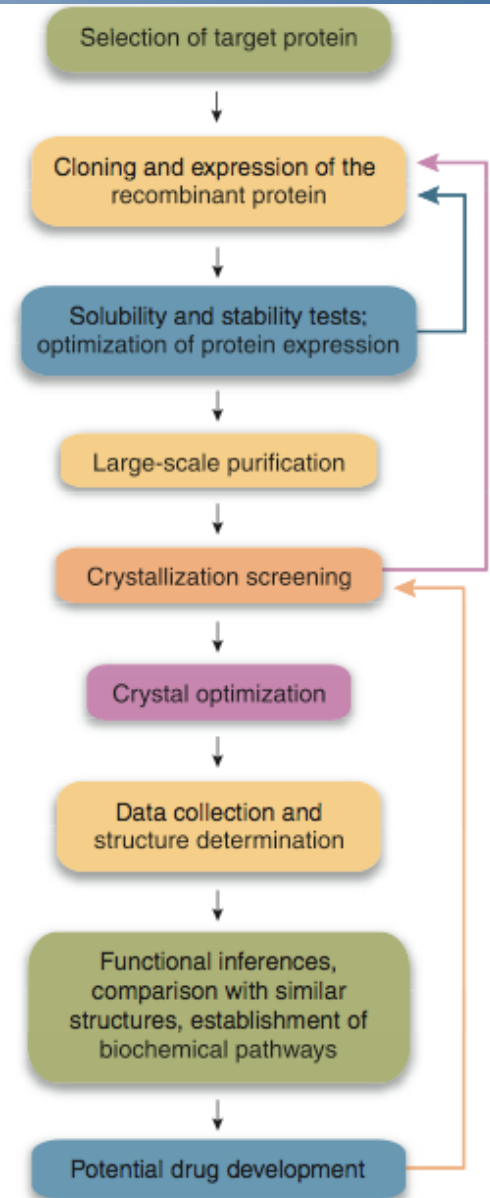 Selection of target protein
Cloning and expression of the
recombinant protein
Solubility and stability tests;
optimization of protein expression
Large-scale purification
Crystallization screening
Crystal optimization
Data collection and
structure determination
Functional inferences,
comparison with similar
structures, establishment of
biochemical pathways
Potential drug development